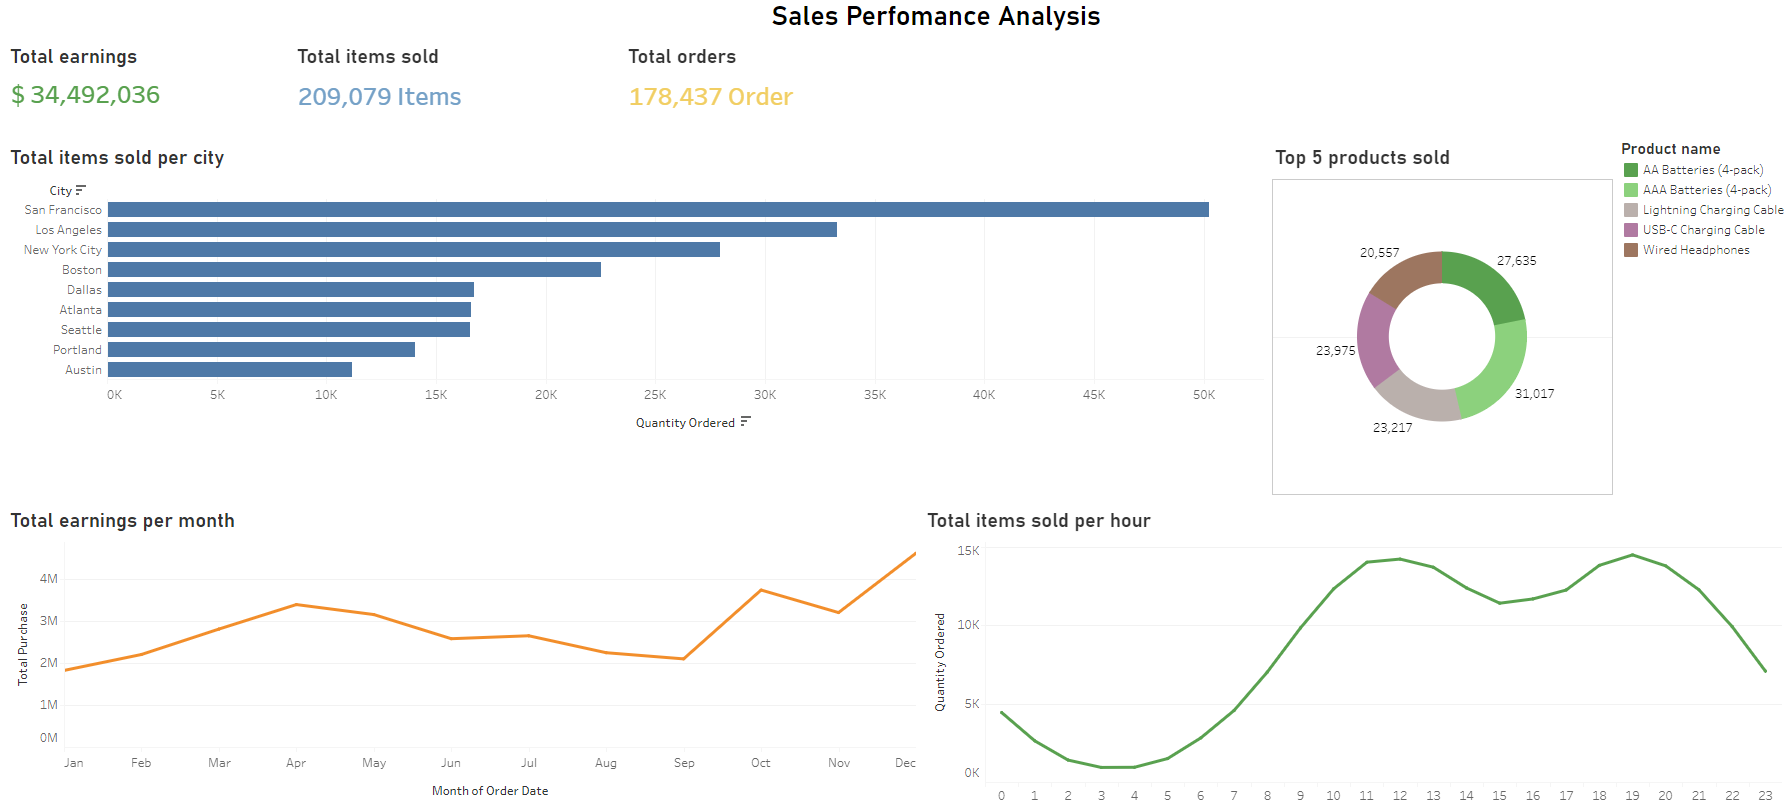 Sales Perfomance Analysis
Total earnings
$ 34,492,036
Total items sold
209,079 Items
Total orders
178,437 Order
Total items sold per city
City
San Francisco
Los Angeles
New York City
Boston
Dallas
Atlanta
Seattle
Portland
Austin
0K 5K 10K 15K 20K 25K 30K 35K 40K 45K 50K
Quantity Ordered
Top 5 products sold
20,557
27,635
23,975
31,017
23,217
Product name
AA Batteries (4-pack)
AAA Batteries (4-pack)
Lightning Charging Cable
USB-C Charging Cable
Wired Headphones
Total earnings per month
Total Purchase
4M
3M
2M
1M
0M
Jan Feb Mar Apr May Jun Jul Aug Sep Oct Nov Dec
Month of Order Date
Total items sold per hour
Quantity Ordered
15K
10K
5K
0K
0 1 2 3 4 5 6 7 8 9 10 11 12 13 14 15 16 17 18 19 20 21 22 23